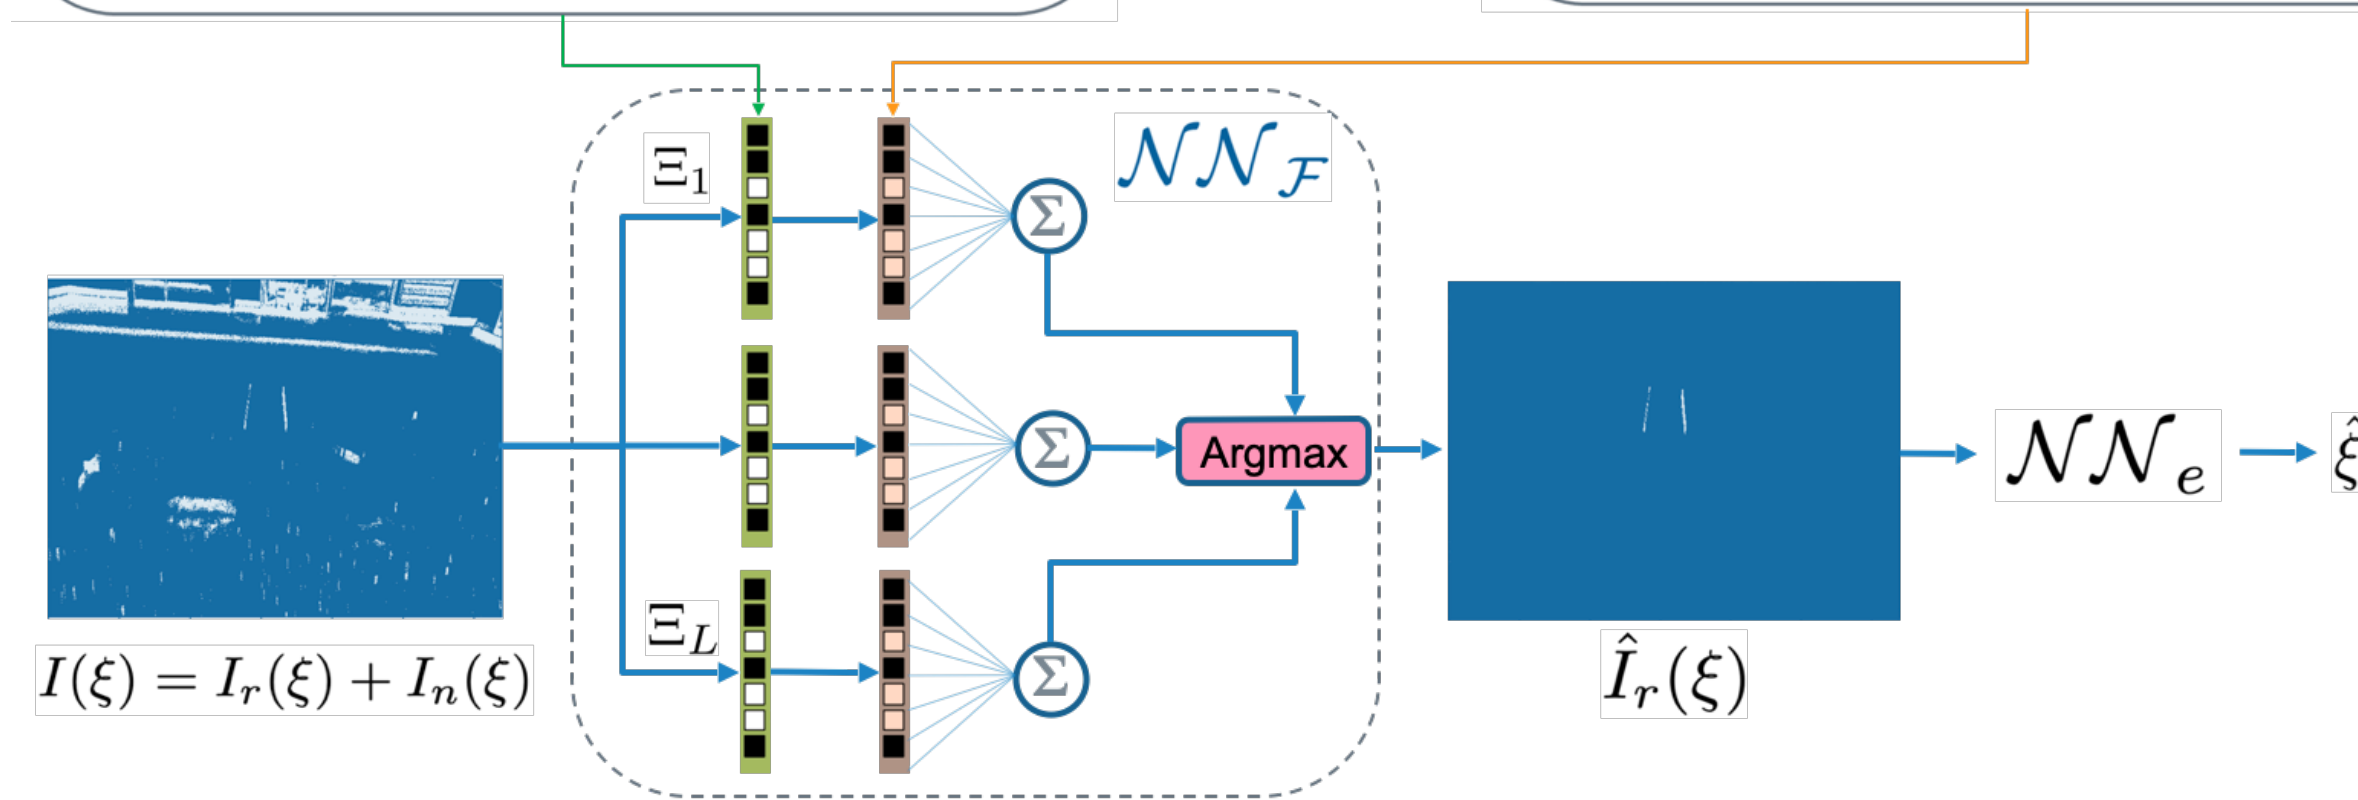 Ξ₁
𝒩𝒩_ℱ
Σ
Σ
Argmax
Ξ_L
Σ
I(ξ) = I_r(ξ) + I_n(ξ)
Î_r(ξ)
𝒩𝒩_e
ξ̂